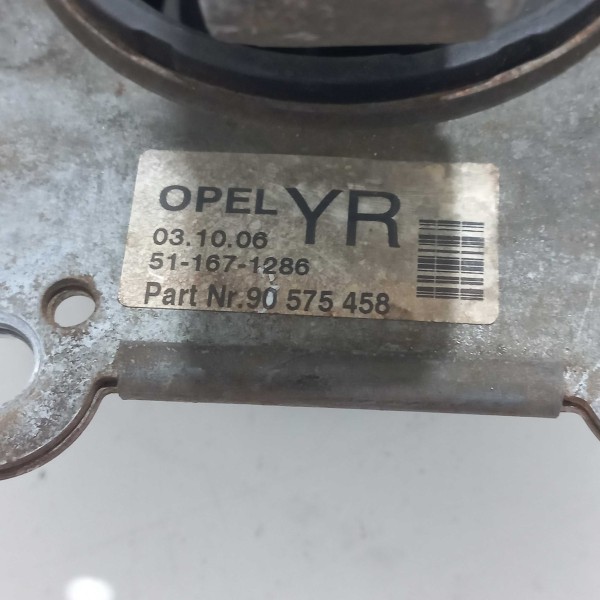 OPEL YR
03.10.06
51-167-1286
Part Nr.90 575 458